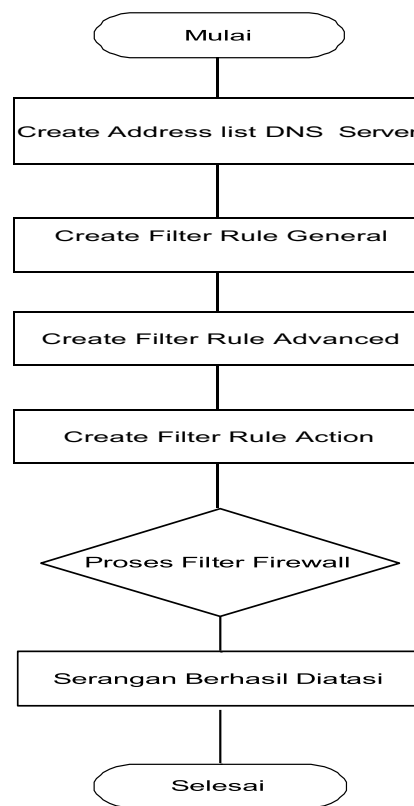 Mulai
Create Address list DNS Server
Create Filter Rule General
Create Filter Rule Advanced
Create Filter Rule Action
Proses Filter Firewall
Serangan Berhasil Diatasi
Selesai